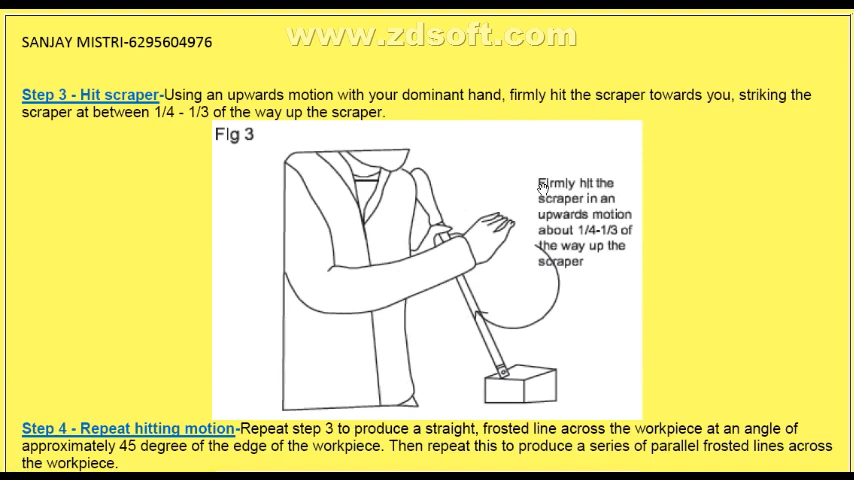 www.zdsoft.com
SANJAY MISTRI-6295604976
Step 3 - Hit scraper-Using an upwards motion with your dominant hand, firmly hit the scraper towards you, striking the
scraper at between 1/4 - 1/3 of the way up the scraper.
Fig 3
Firmly hit the
scraper in an
upwards motion
about 1/4-1/3 of
the way up the
scraper
Step 4 - Repeat hitting motion-Repeat step 3 to produce a straight, frosted line across the workpiece at an angle of
approximately 45 degree of the edge of the workpiece. Then repeat this to produce a series of parallel frosted lines across
the workpiece.